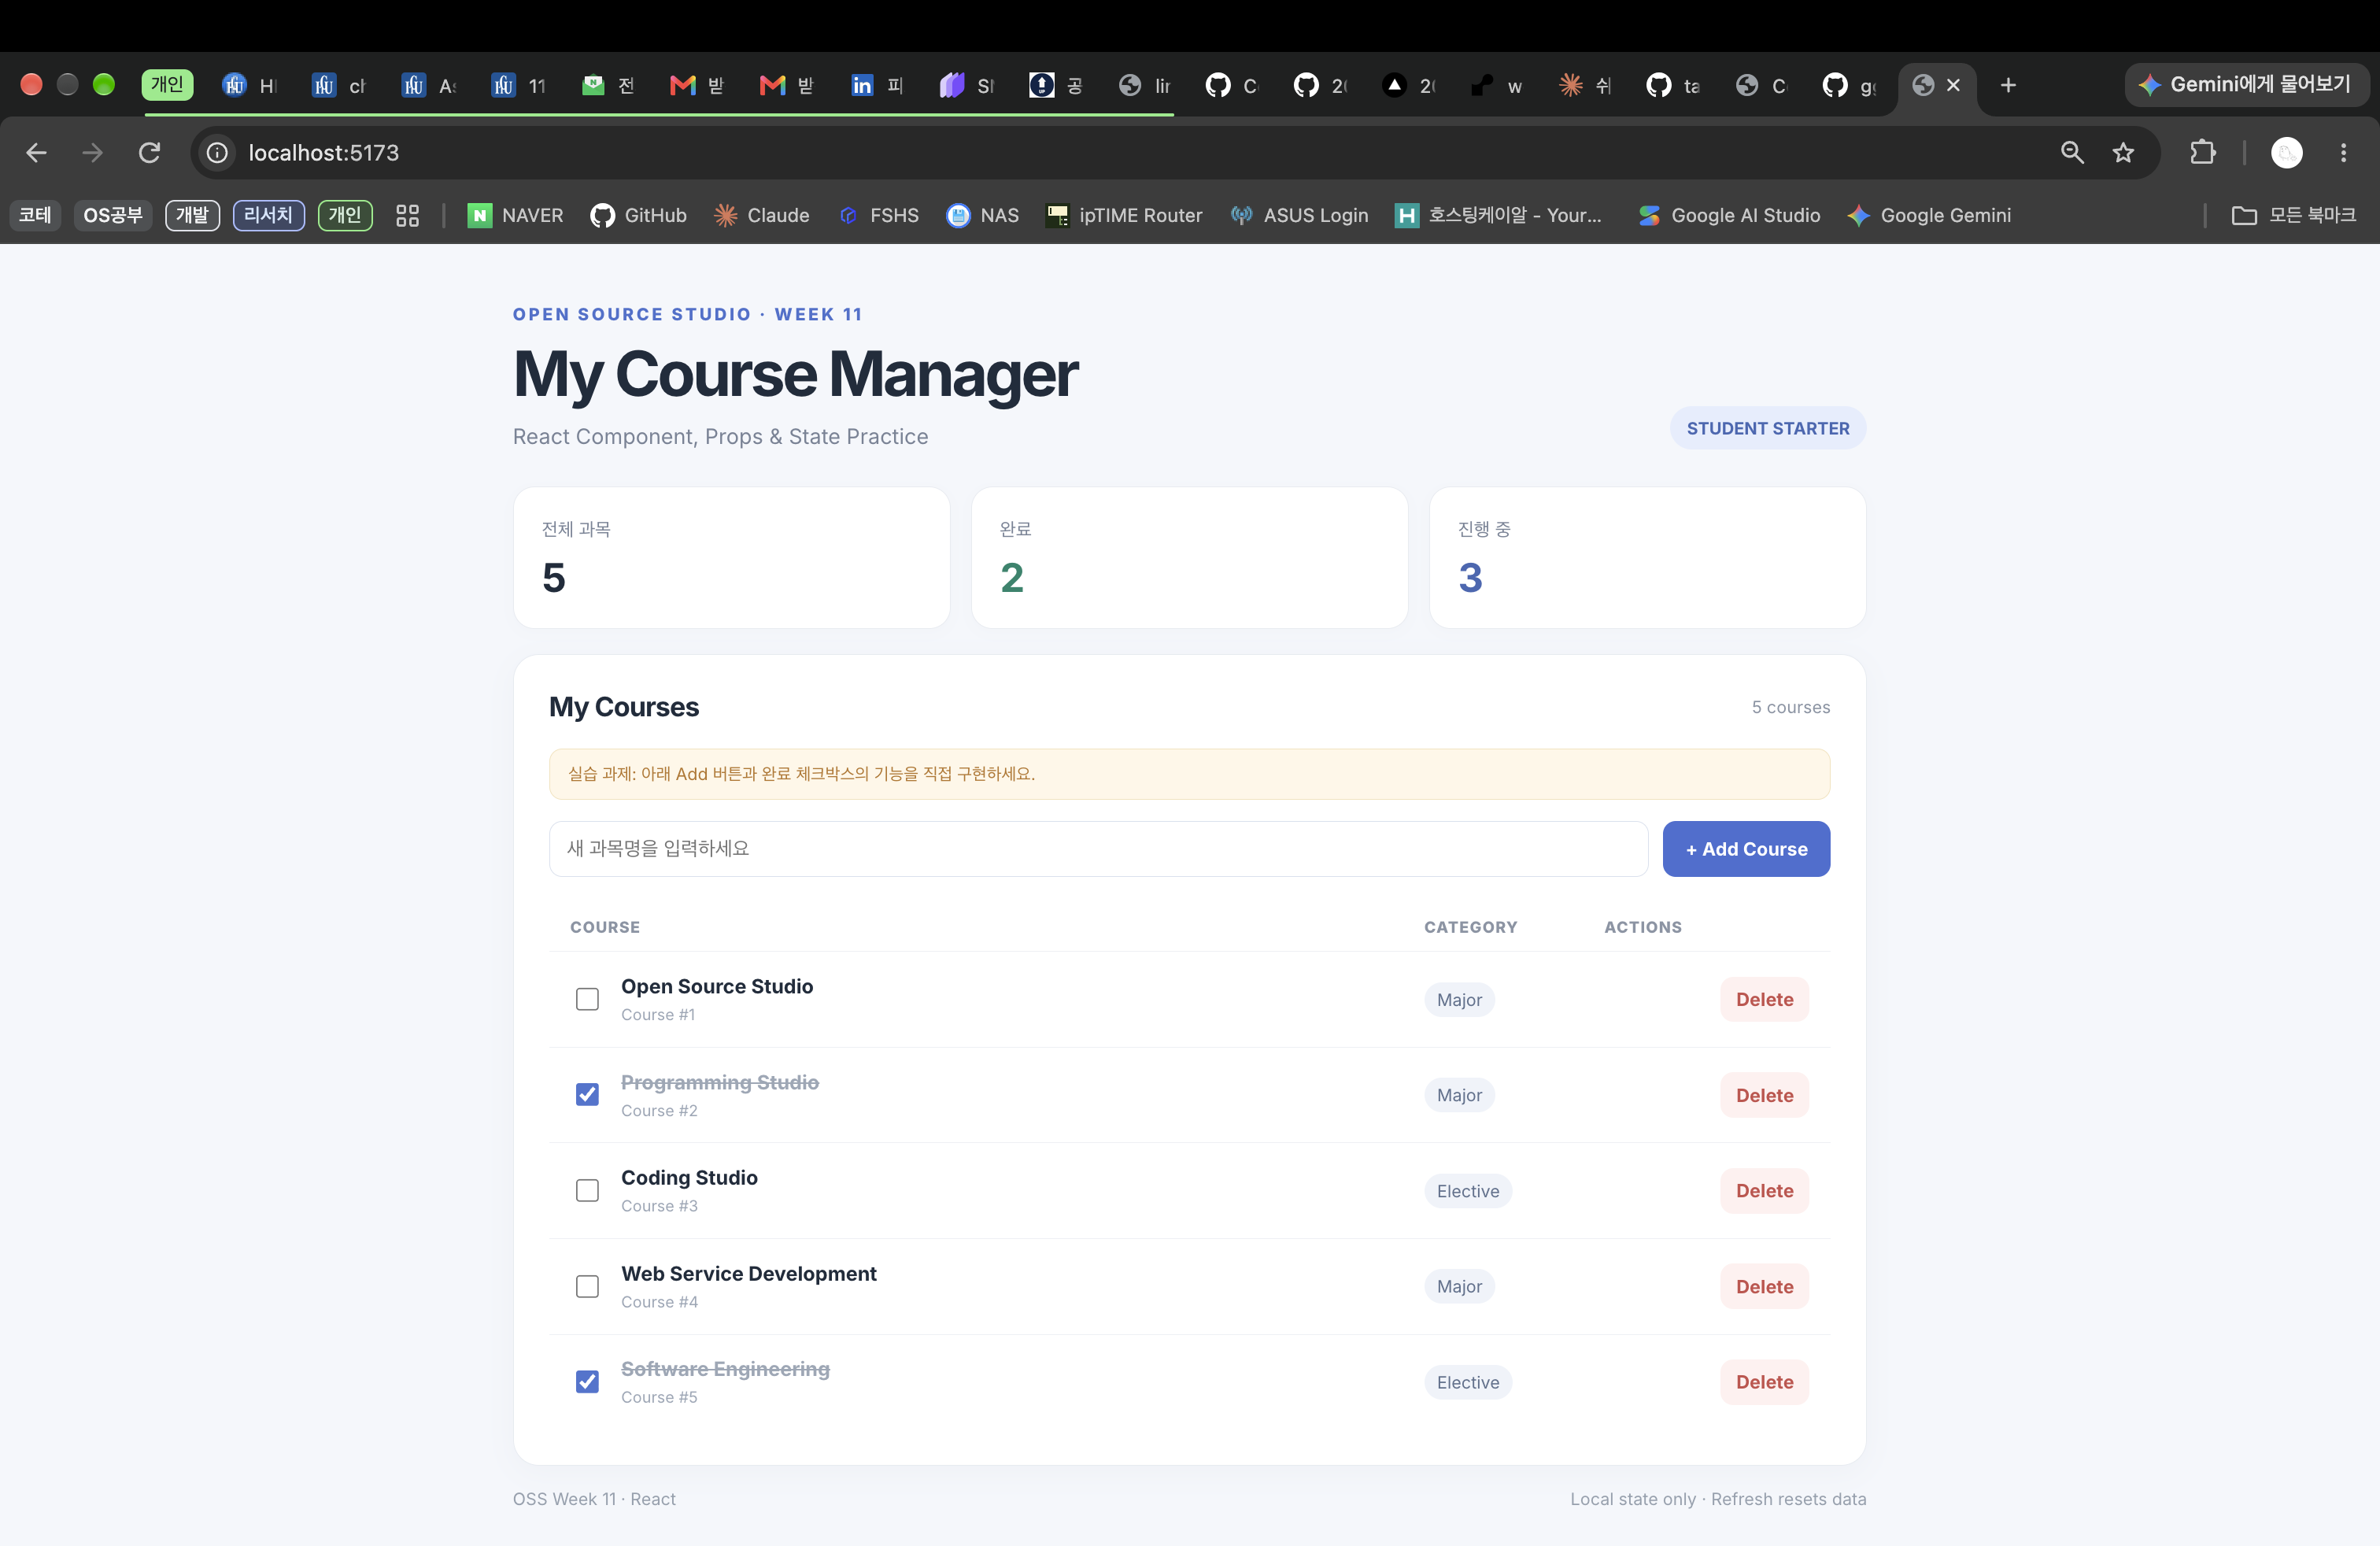 개인
전
받
받
피
공
쉬
Gemini에게 물어보기
localhost:5173
코테 OS공부 개발 리서치 개인 NAVER GitHub Claude FSHS NAS ipTIME Router ASUS Login 호스팅케이알 - Your... Google AI Studio Google Gemini 모든 북마크
OPEN SOURCE STUDIO · WEEK 11
My Course Manager
React Component, Props & State Practice
STUDENT STARTER
전체 과목 완료 진행 중
5 2 3
My Courses 5 courses
실습 과제: 아래 Add 버튼과 완료 체크박스의 기능을 직접 구현하세요.
새 과목명을 입력하세요 + Add Course
COURSE CATEGORY ACTIONS
Open Source Studio
Course #1
Major Delete
Programming Studio
Course #2
Major Delete
Coding Studio
Course #3
Elective Delete
Web Service Development
Course #4
Major Delete
Software Engineering
Course #5
Elective Delete
OSS Week 11 · React Local state only · Refresh resets data